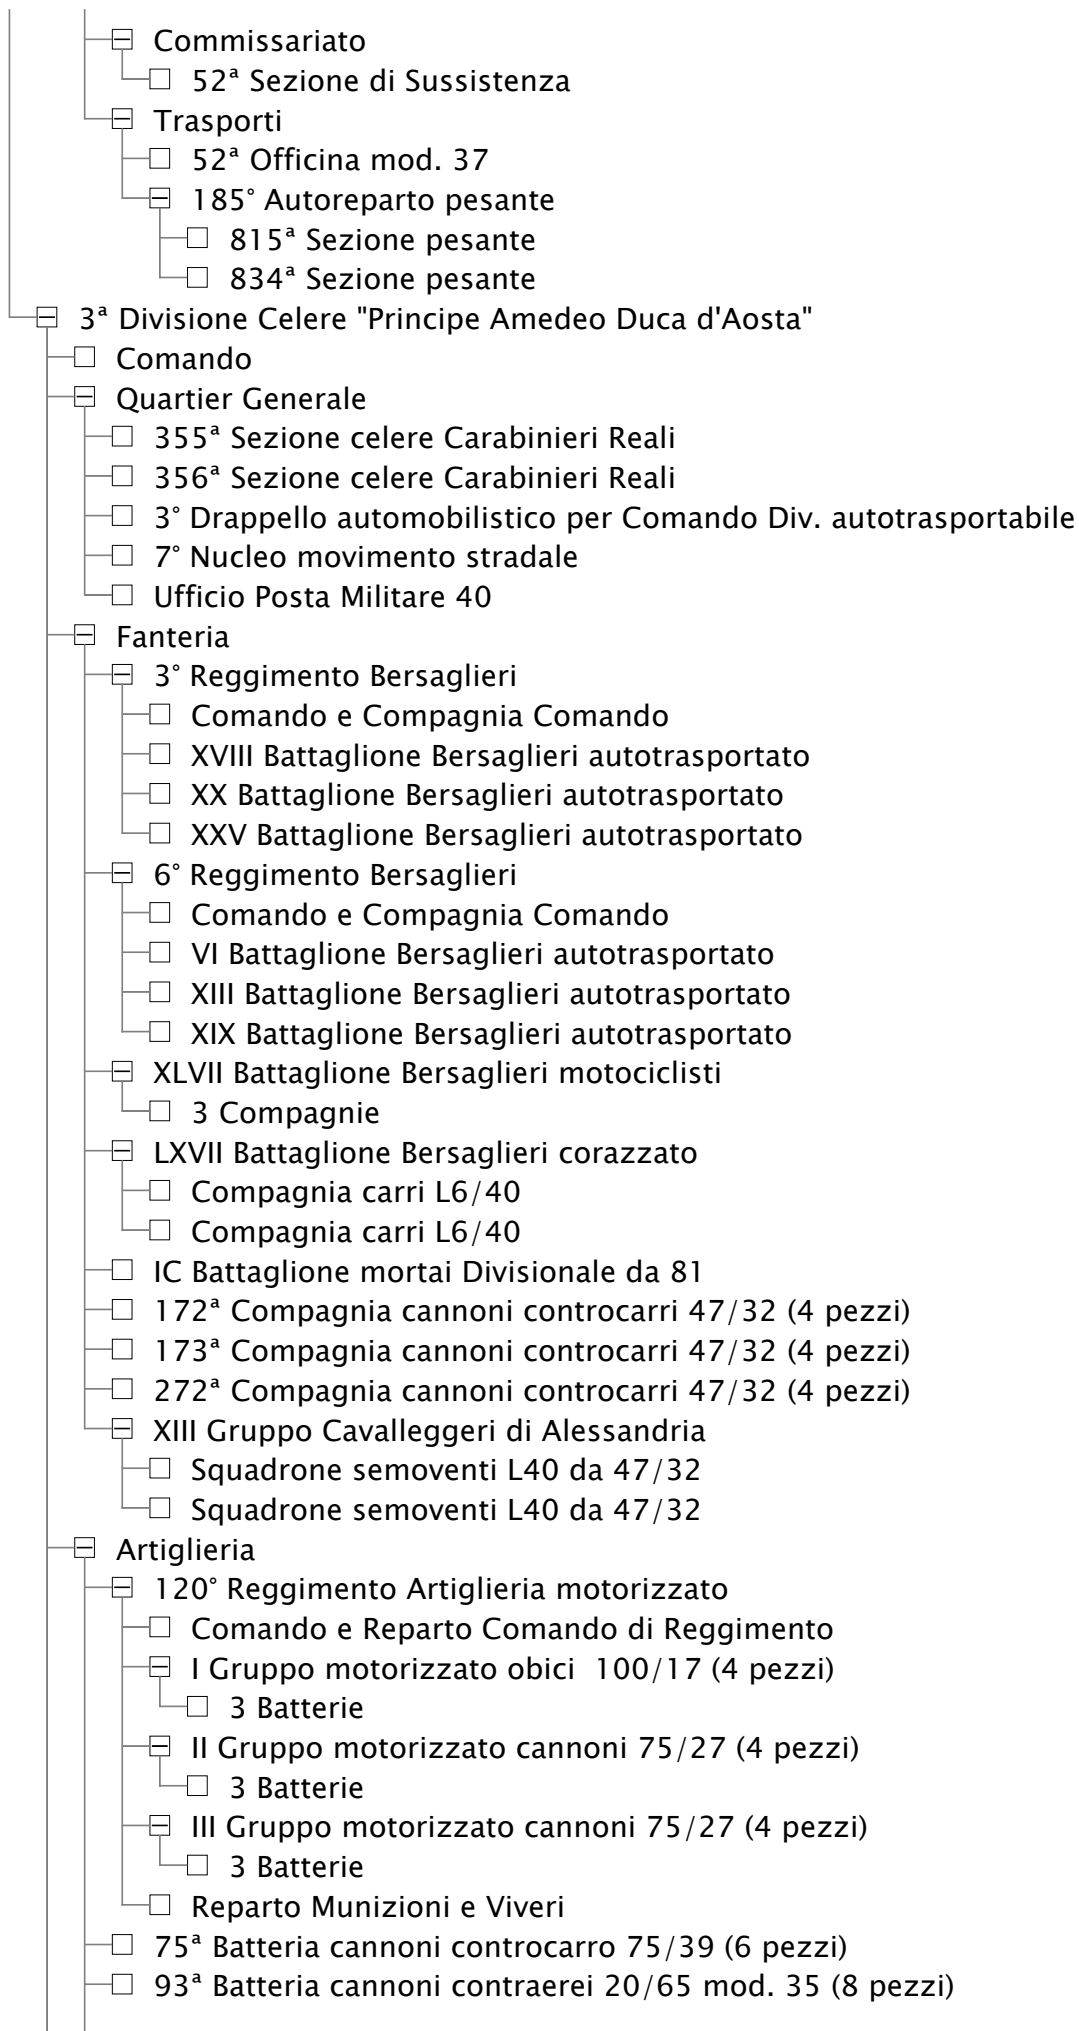 Commissariato
52ª Sezione di Sussistenza
Trasporti
52ª Officina mod. 37
185° Autoreparto pesante
815ª Sezione pesante
834ª Sezione pesante
3ª Divisione Celere "Principe Amedeo Duca d'Aosta"
Comando
Quartier Generale
355ª Sezione celere Carabinieri Reali
356ª Sezione celere Carabinieri Reali
3° Drappello automobilistico per Comando Div. autotrasportabile
7° Nucleo movimento stradale
Ufficio Posta Militare 40
Fanteria
3° Reggimento Bersaglieri
Comando e Compagnia Comando
XVIII Battaglione Bersaglieri autotrasportato
XX Battaglione Bersaglieri autotrasportato
XXV Battaglione Bersaglieri autotrasportato
6° Reggimento Bersaglieri
Comando e Compagnia Comando
VI Battaglione Bersaglieri autotrasportato
XIII Battaglione Bersaglieri autotrasportato
XIX Battaglione Bersaglieri autotrasportato
XLVII Battaglione Bersaglieri motociclisti
3 Compagnie
LXVII Battaglione Bersaglieri corazzato
Compagnia carri L6/40
Compagnia carri L6/40
IC Battaglione mortai Divisionale da 81
172ª Compagnia cannoni controcarri 47/32 (4 pezzi)
173ª Compagnia cannoni controcarri 47/32 (4 pezzi)
272ª Compagnia cannoni controcarri 47/32 (4 pezzi)
XIII Gruppo Cavalleggeri di Alessandria
Squadrone semoventi L40 da 47/32
Squadrone semoventi L40 da 47/32
Artiglieria
120° Reggimento Artiglieria motorizzato
Comando e Reparto Comando di Reggimento
I Gruppo motorizzato obici  100/17 (4 pezzi)
3 Batterie
II Gruppo motorizzato cannoni 75/27 (4 pezzi)
3 Batterie
III Gruppo motorizzato cannoni 75/27 (4 pezzi)
3 Batterie
Reparto Munizioni e Viveri
75ª Batteria cannoni controcarro 75/39 (6 pezzi)
93ª Batteria cannoni contraerei 20/65 mod. 35 (8 pezzi)